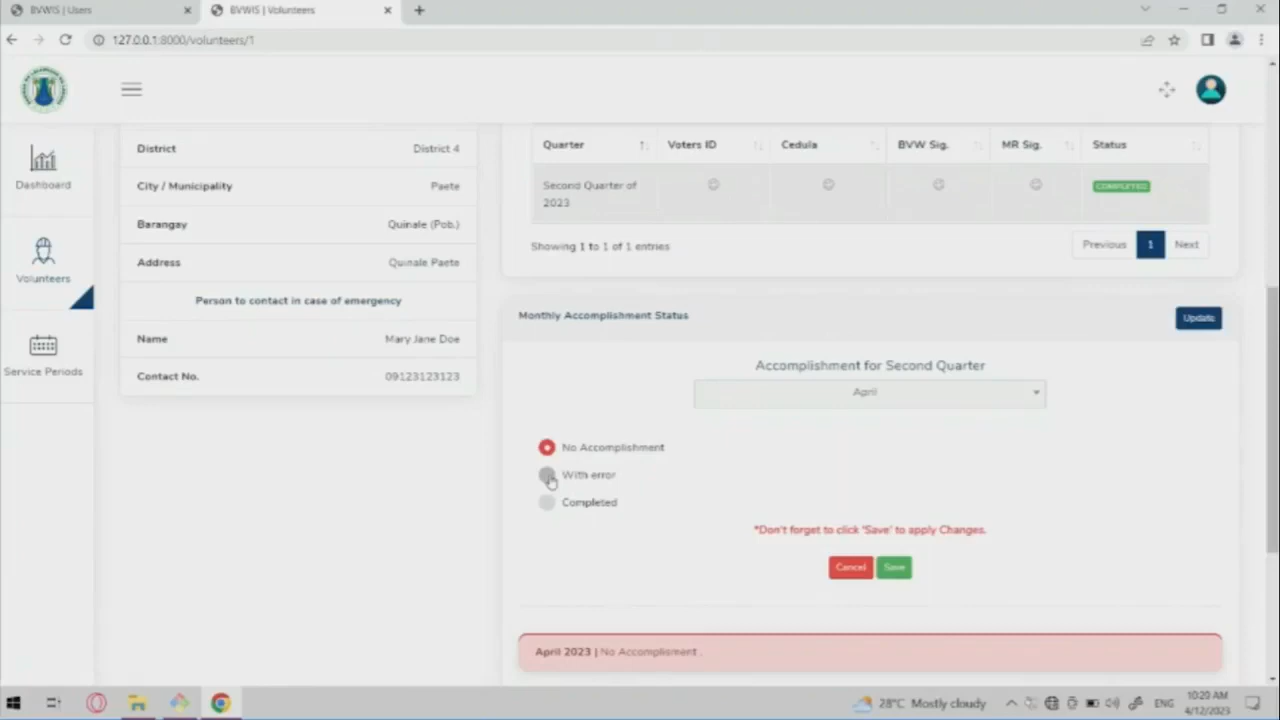 BVWIS | Users
BVWIS | Volunteers
127.0.0.1:8000/volunteers/1
Dashboard
Volunteers
Service Periods
District District 4
City / Municipality Paete
Barangay Quinale (Pob.)
Address Quinale Paete
Person to contact in case of emergency
Name Mary Jane Doe
Contact No. 09123123123
Quarter Voters ID Cedula BVW Sig. MR Sig. Status
Second Quarter of
2023
COMPLETED
Showing 1 to 1 of 1 entries
Previous 1 Next
Monthly Accomplishment Status
Update
Accomplishment for Second Quarter
April
No Accomplishment
With error
Completed
*Don't forget to click 'Save' to apply Changes.
Cancel Save
April 2023 | No Accomplisment .
28°C Mostly cloudy
ENG
10:20 AM
4/12/2023